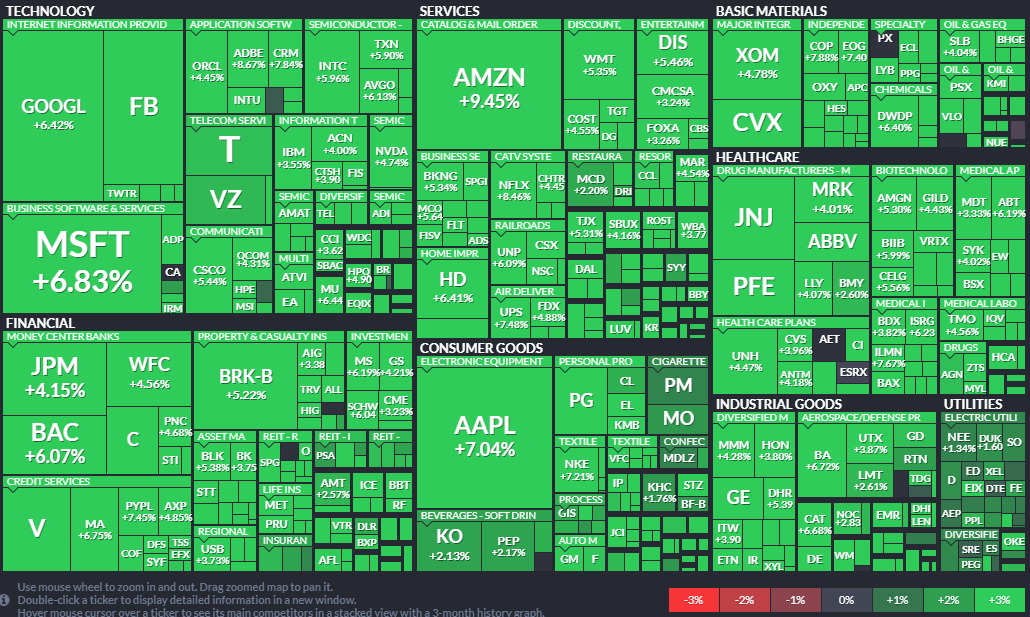 TECHNOLOGY
INTERNET INFORMATION PROVID
GOOGL
+6.42%
FB
TWTR
APPLICATION SOFTW
ORCL
+4.45%
ADBE
+8.67%
CRM
+7.84%
INTU
SEMICONDUCTOR -
INTC
+5.96%
TXN
+5.90%
AVGO
+6.13%
BUSINESS SOFTWARE & SERVICES
MSFT
+6.83%
ADP
CA
IRM
TELECOM SERVI
T
VZ
INFORMATION T
IBM
+3.55%
ACN
+4.00%
CTSH
+3.90
FIS
SEMIC
NVDA
+4.74%
COMMUNICATI
CSCO
+5.44%
QCOM
+4.31%
HPE
MSI
SEMIC
AMAT
DIVERSIF
TEL
SEMIC
ADI
MULTI
ATVI
EA
CCI
+3.62
SBAC
WDC
MU
+6.44
HPQ
+4.90
BR
EQIX
FINANCIAL
MONEY CENTER BANKS
JPM
+4.15%
WFC
+4.56%
BAC
+6.07%
C
PNC
+4.68%
STI
PROPERTY & CASUALTY INS
BRK-B
+5.22%
AIG
+3.38
TRV
ALL
HIG
INVESTMEN
MS
+6.19%
GS
+4.21%
SCHW
+6.04
CME
+3.23%
CREDIT SERVICES
V
MA
+6.75%
PYPL
+7.45%
AXP
+4.85%
COF
DFS
TSS
SYF
EFX
ASSET MA
BLK
+5.38%
BK
+3.75
STT
REGIONAL
USB
+3.73%
REIT - R
SPG
O
LIFE INS
MET
PRU
INSURAN
REIT - I
PSA
REIT -
AMT
+2.57%
ICE
BBT
RF
VTR
DLR
BXP
AFL
SERVICES
CATALOG & MAIL ORDER
AMZN
+9.45%
DISCOUNT,
WMT
+5.35%
COST
+4.55%
TGT
DG
ENTERTAINM
DIS
+5.46%
CMCSA
+3.24%
FOXA
+3.26%
CBS
BUSINESS SE
BKNG
+5.34%
SPGI
MCO
+5.64
FLT
FISV
ADS
CATV SYSTE
NFLX
+8.46%
CHTR
+4.45
RESTAURA
MCD
+2.20%
DRI
RESOR
CCL
MAR
+4.54%
RAILROADS
UNP
+6.09%
CSX
NSC
TJX
+5.31%
SBUX
+4.16%
ROST
WBA
+3.77
HOME IMPR
HD
+6.41%
AIR DELIVER
UPS
+7.48%
FDX
+4.88%
DAL
SYY
BBY
LUV
KR
CONSUMER GOODS
ELECTRONIC EQUIPMENT
AAPL
+7.04%
PERSONAL PRO
PG
CL
EL
KMB
CIGARETTE
PM
MO
TEXTILE
NKE
+7.21%
TEXTILE
VFC
CONFEC
MDLZ
PROCESS
GIS
IP
KHC
+1.76%
STZ
BF-B
BEVERAGES - SOFT DRIN
KO
+2.13%
PEP
+2.17%
AUTO M
GM
F
JCI
BASIC MATERIALS
MAJOR INTEGR
XOM
+4.78%
CVX
INDEPENDE
COP
+7.88%
EOG
+7.40
OXY
APC
HES
SPECIALTY
PX
ECL
LYB
PPG
CHEMICALS
DWDP
+6.40%
OIL & GAS EQ
SLB
+4.04%
BHGE
OIL &
PSX
VLO
OIL &
KMI
NUE
HEALTHCARE
DRUG MANUFACTURERS - M
JNJ
MRK
+4.01%
ABBV
PFE
LLY
+4.07%
BMY
+2.60%
BIOTECHNOLO
AMGN
+5.30%
GILD
+4.43%
BIIB
+5.99%
VRTX
CELG
+5.56%
MEDICAL AP
MDT
+3.33%
ABT
+6.19%
SYK
+4.02%
EW
BSX
HEALTH CARE PLANS
UNH
+4.47%
CVS
+3.96%
AET
CI
ANTM
+4.18%
ESRX
MEDICAL I
BDX
+3.82%
ISRG
+6.23
ILMN
+7.67%
BAX
MEDICAL LABO
TMO
+4.56%
IQV
DRUGS
AGN
ZTS
MYL
HCA
INDUSTRIAL GOODS
DIVERSIFIED M
MMM
+4.28%
HON
+3.80%
GE
DHR
+5.39
ITW
+3.90
ETN
IR
XYL
AEROSPACE/DEFENSE PR
BA
+6.72%
UTX
+3.87%
GD
RTN
LMT
+2.61%
TDG
CAT
+6.68%
NOC
+2.83
EMR
DHI
LEN
DE
WM
UTILITIES
ELECTRIC UTILI
NEE
+1.34%
DUK
+1.60
SO
D
ED
XEL
EIX
DTE
FE
AEP
PPL
DIVERSIFIE
SRE
ES
PEG
OKE
Use mouse wheel to zoom in and out. Drag zoomed map to pan it.
Double-click a ticker to display detailed information in a new window.
Hover mouse cursor over a ticker to see its main competitors in a stacked view with a 3-month history graph.
-3%
-2%
-1%
0%
+1%
+2%
+3%